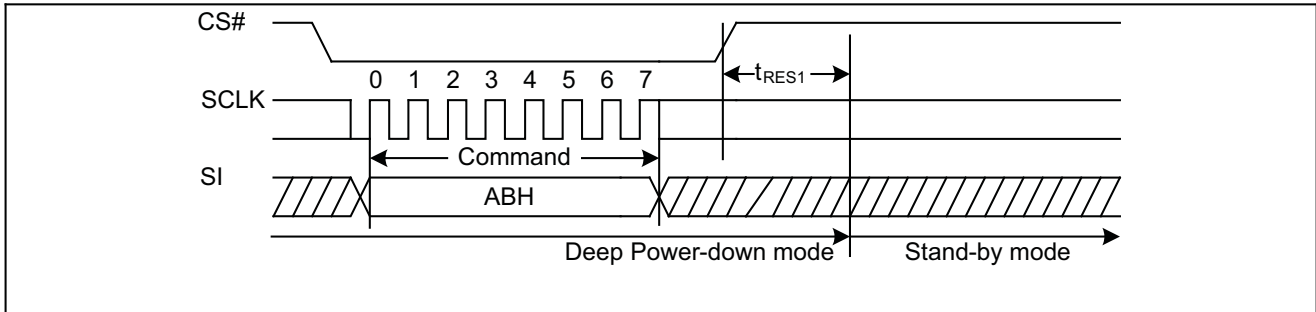 CS#
tRES1
0 1 2 3 4 5 6 7
SCLK
Command
SI
ABH
Deep Power-down mode Stand-by mode